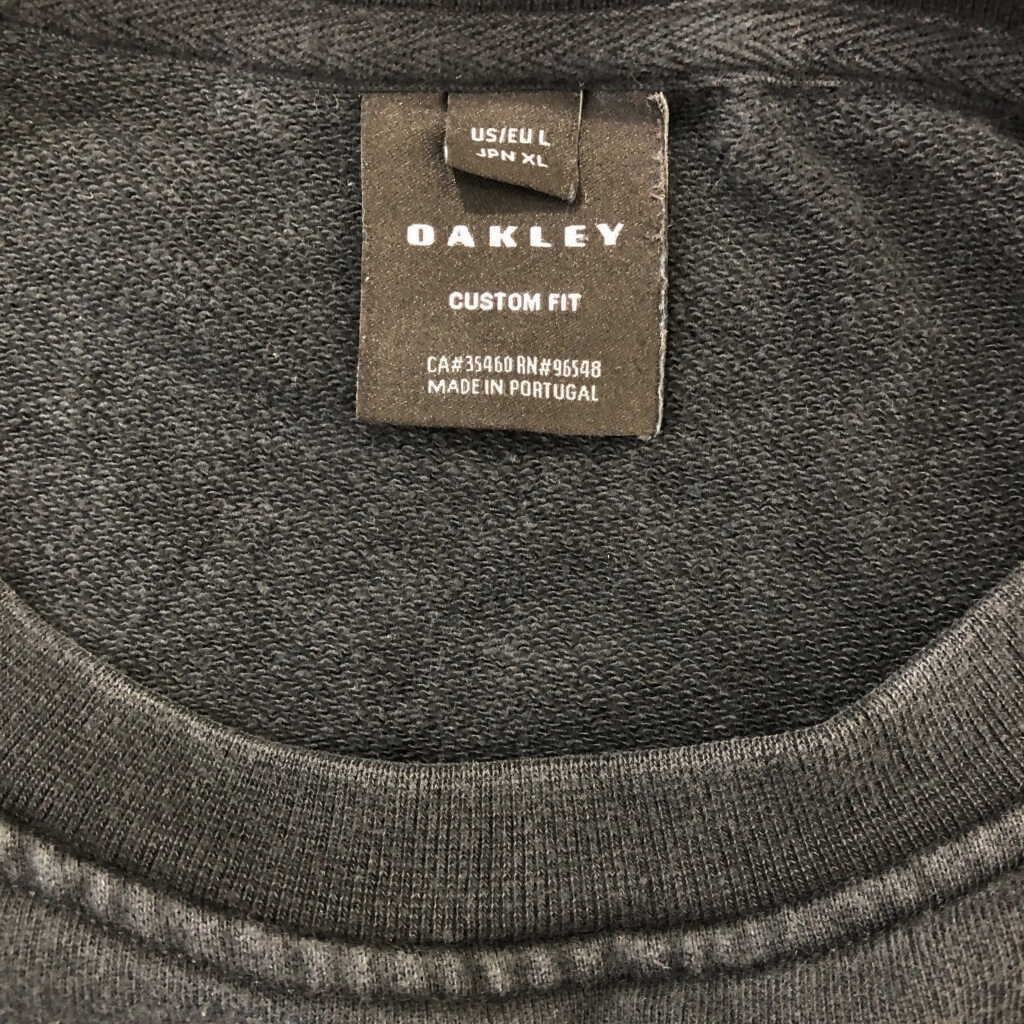 US/EU L
JPN XL
OAKLEY
CUSTOM FIT
CA#35460 RN#96548
MADE IN PORTUGAL